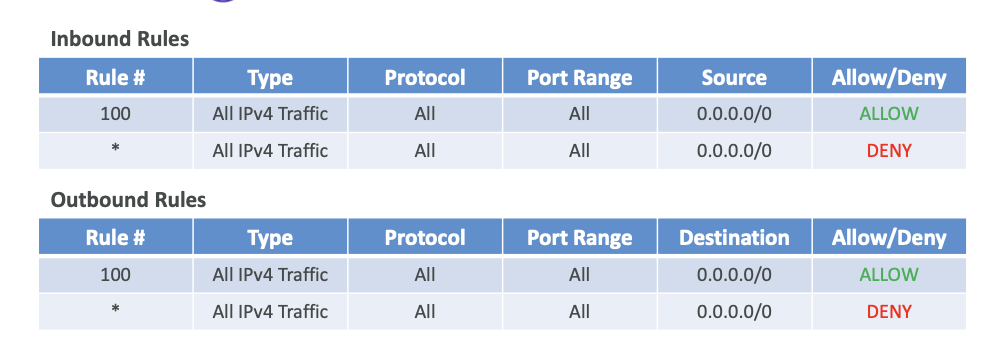 Inbound Rules
Rule # Type Protocol Port Range Source Allow/Deny
100 All IPv4 Traffic All All 0.0.0.0/0 ALLOW
* All IPv4 Traffic All All 0.0.0.0/0 DENY
Outbound Rules
Rule # Type Protocol Port Range Destination Allow/Deny
100 All IPv4 Traffic All All 0.0.0.0/0 ALLOW
* All IPv4 Traffic All All 0.0.0.0/0 DENY